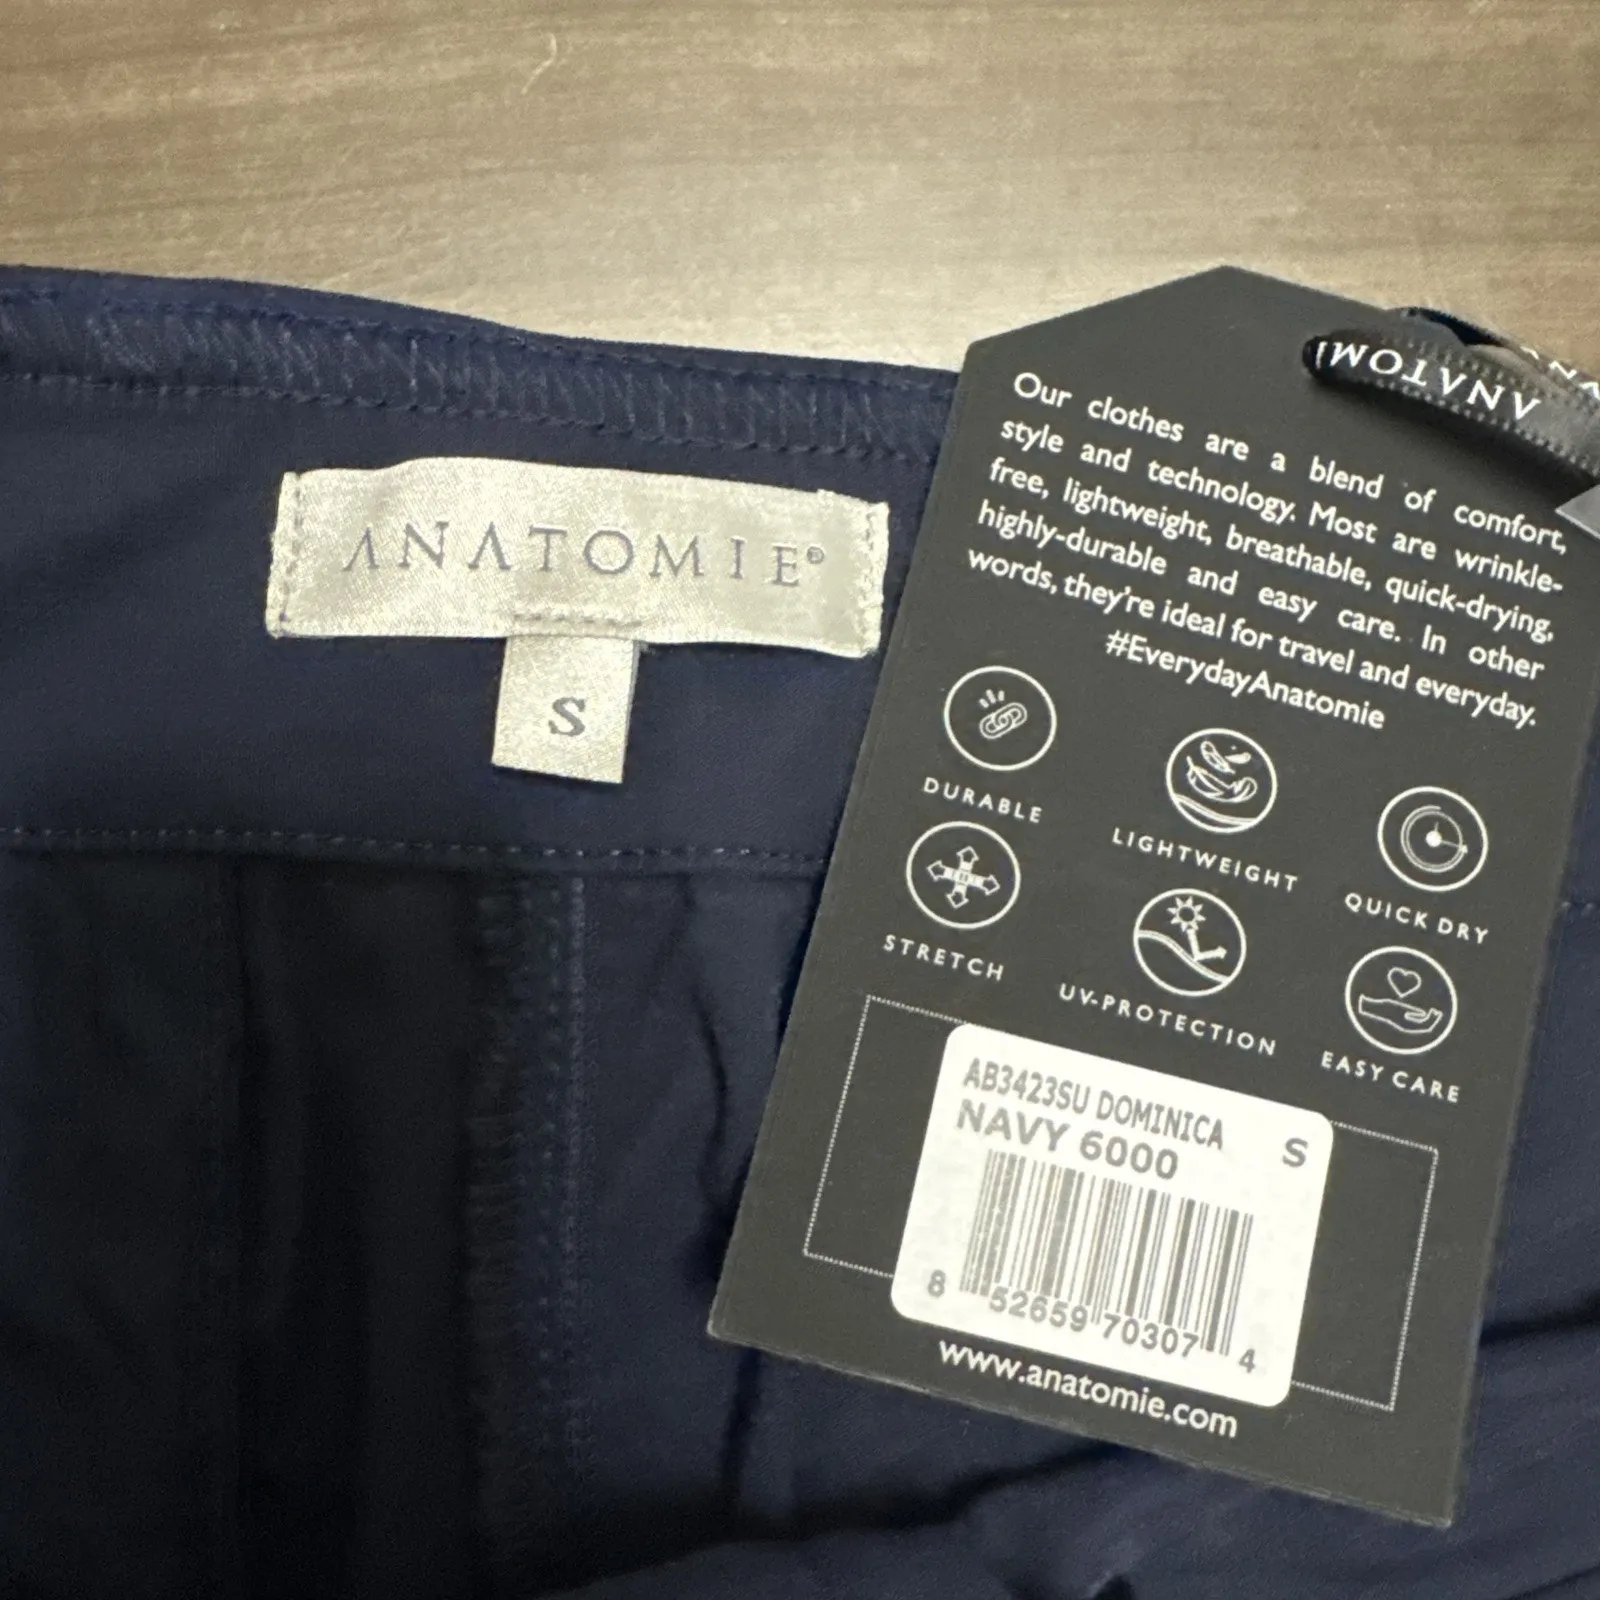 ANATOMIE®
S
ANATOMI
Our clothes are a blend of comfort,
style and technology. Most are wrinkle-
free, lightweight, breathable, quick-drying,
highly-durable and easy care. In other
words, they're ideal for travel and everyday.
#EverydayAnatomie
DURABLE
LIGHTWEIGHT
QUICK DRY
STRETCH
UV-PROTECTION
EASY CARE
AB3423SU DOMINICA
NAVY 6000 S
8 52659 70307 4
www.anatomie.com